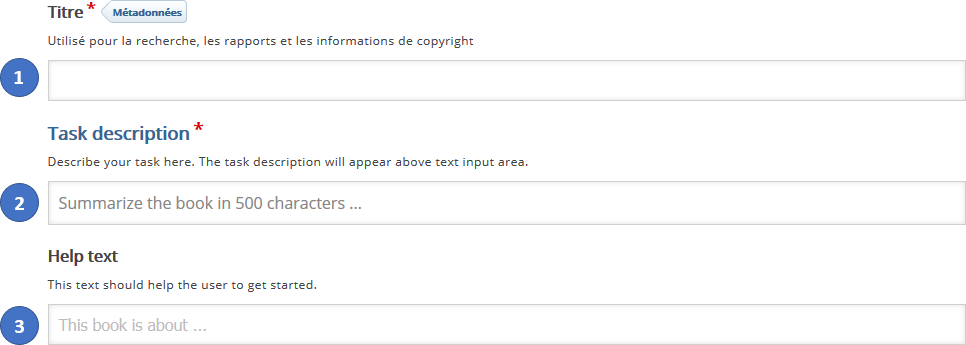 Titre * Métadonnées
Utilisé pour la recherche, les rapports et les informations de copyright
1
Task description *
Describe your task here. The task description will appear above text input area.
2 Summarize the book in 500 characters ...
Help text
This text should help the user to get started.
3 This book is about ...